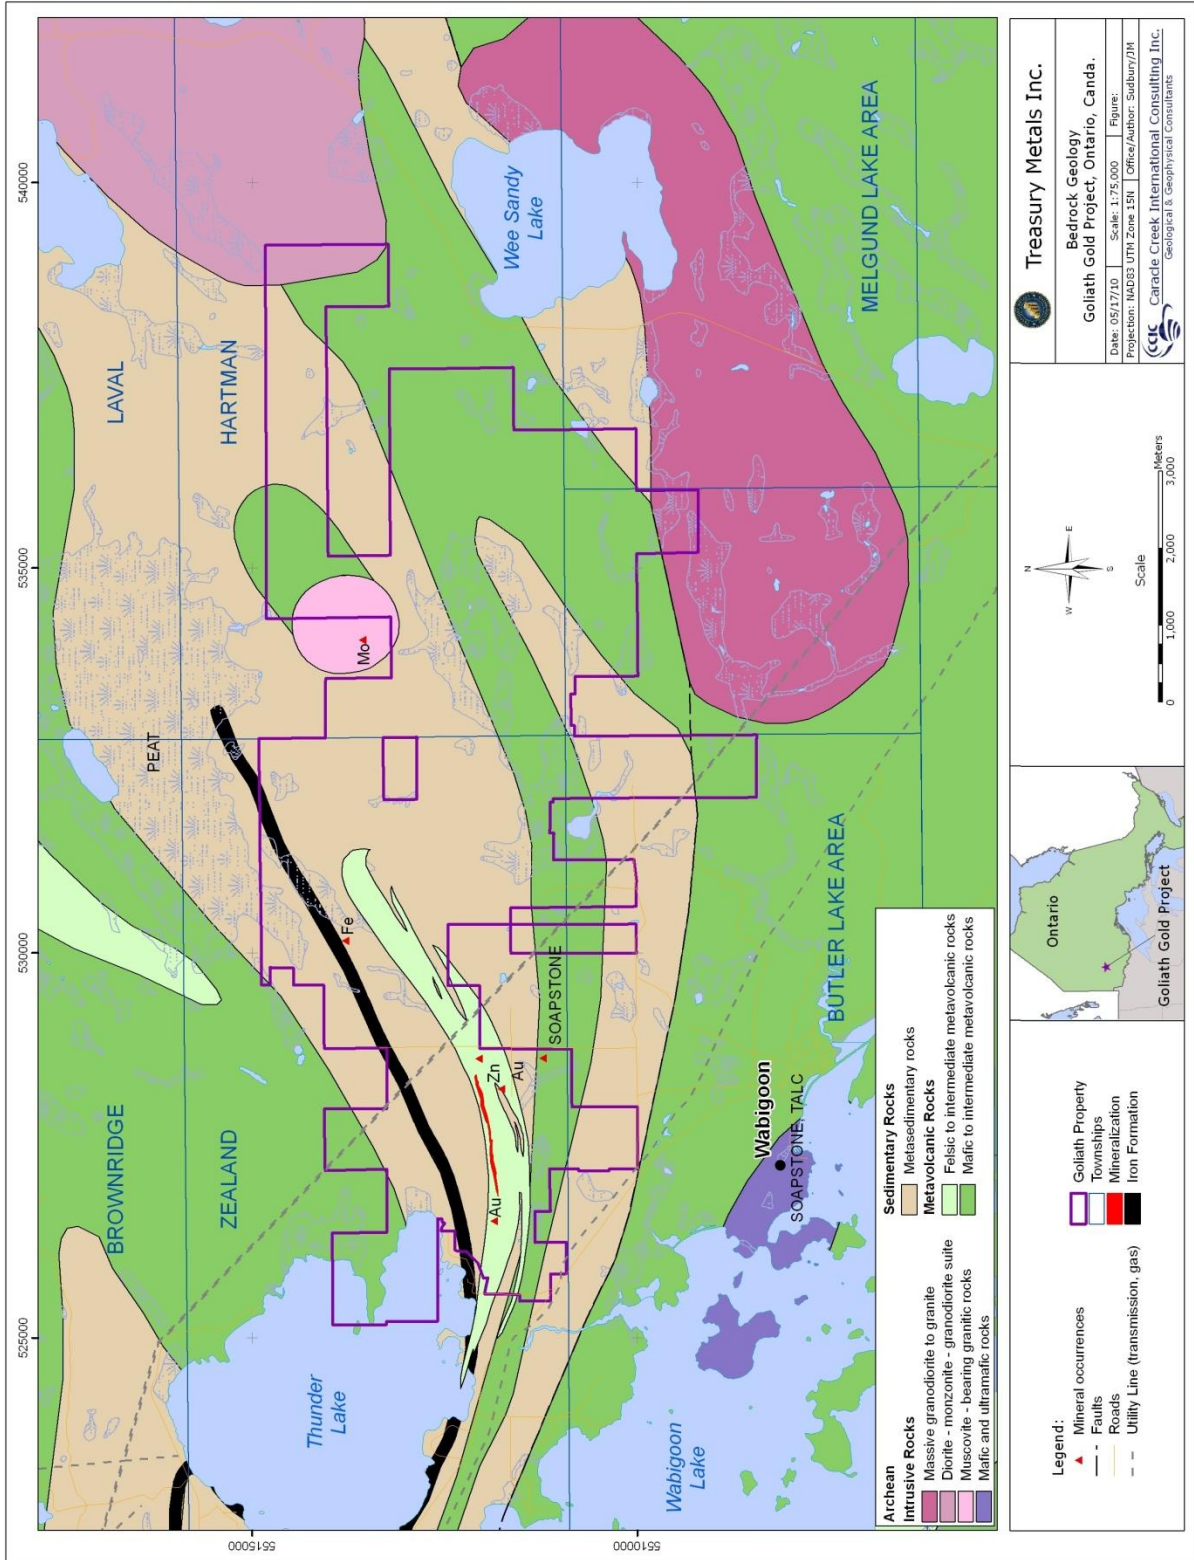 540000
535000
530000
525000
5515000
5510000
LAVAL
HARTMAN
BROWNRIDGE
ZEALAND
PEAT
Mo
Fe
Thunder
Lake
Au
Zn
Au
SOAPSTONE
Wee Sandy
Lake
MELGUND LAKE AREA
BUTLER LAKE AREA
Wabigoon
SOAPSTONE, TALC
Wabigoon
Lake
Archean
Intrusive Rocks
Massive granodiorite to granite
Diorite - monzonite - granodiorite suite
Muscovite - bearing granitic rocks
Mafic and ultramafic rocks
Sedimentary Rocks
Metasedimentary rocks
Metavolcanic Rocks
Felsic to intermediate metavolcanic rocks
Mafic to intermediate metavolcanic rocks
Legend:
Mineral occurrences
Faults
Roads
Utility Line (transmission, gas)
Goliath Property
Townships
Mineralization
Iron Formation
Ontario
Goliath Gold Project
N
W
E
S
Scale
0 1,000 2,000 3,000
Meters
Treasury Metals Inc.
Bedrock Geology
Goliath Gold Project, Ontario, Canda.
Date: 05/17/10 Scale: 1:75,000 Figure:
Projection: NAD83 UTM Zone 15N Office/Author: Sudbury/JM
CCIC
Caracle Creek International Consulting Inc.
Geological & Geophysical Consultants